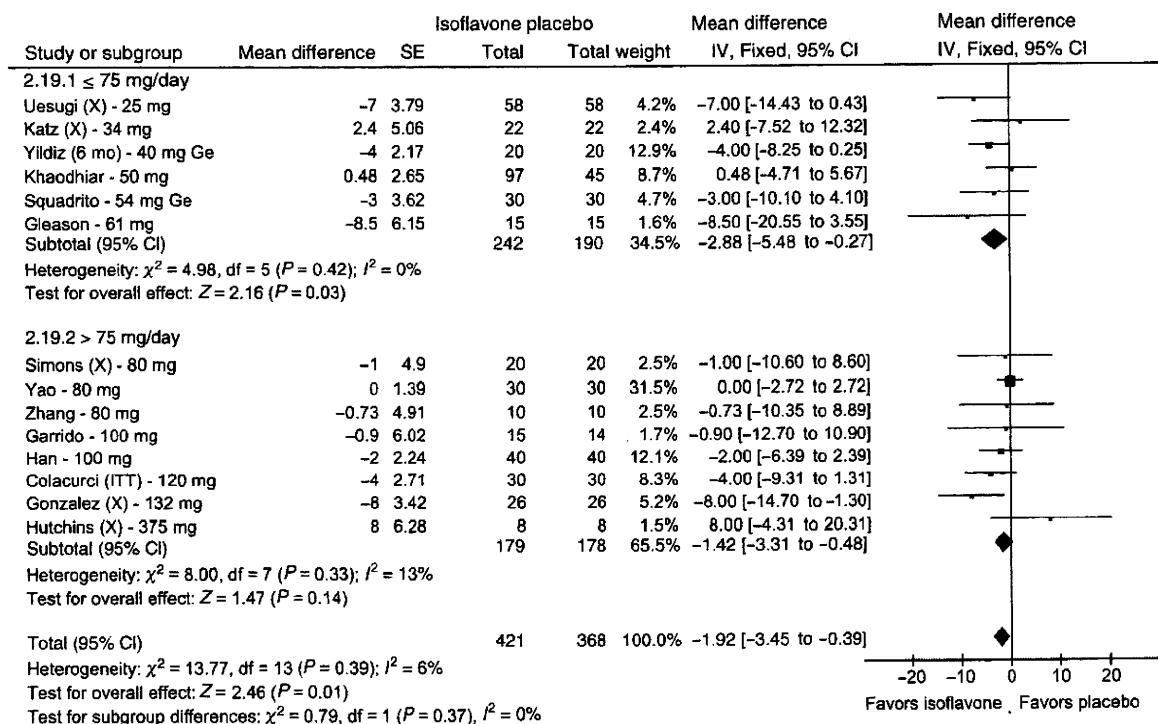 Isoflavone placebo Mean difference Mean difference
Study or subgroup Mean difference SE Total Total weight IV, Fixed, 95% CI IV, Fixed, 95% CI
2.19.1 ≤ 75 mg/day
Uesugi (X) - 25 mg −7 3.79 58 58 4.2% −7.00 [−14.43 to 0.43]
Katz (X) - 34 mg 2.4 5.06 22 22 2.4% 2.40 [−7.52 to 12.32]
Yildiz (6 mo) - 40 mg Ge −4 2.17 20 20 12.9% −4.00 [−8.25 to 0.25]
Khaodhiar - 50 mg 0.48 2.65 97 45 8.7% 0.48 [−4.71 to 5.67]
Squadrito - 54 mg Ge −3 3.62 30 30 4.7% −3.00 [−10.10 to 4.10]
Gleason - 61 mg −8.5 6.15 15 15 1.6% −8.50 [−20.55 to 3.55]
Subtotal (95% CI) 242 190 34.5% −2.88 [−5.48 to −0.27]
Heterogeneity: χ² = 4.98, df = 5 (P = 0.42); I² = 0%
Test for overall effect: Z = 2.16 (P = 0.03)
2.19.2 > 75 mg/day
Simons (X) - 80 mg −1 4.9 20 20 2.5% −1.00 [−10.60 to 8.60]
Yao - 80 mg 0 1.39 30 30 31.5% 0.00 [−2.72 to 2.72]
Zhang - 80 mg −0.73 4.91 10 10 2.5% −0.73 [−10.35 to 8.89]
Garrido - 100 mg −0.9 6.02 15 14 1.7% −0.90 [−12.70 to 10.90]
Han - 100 mg −2 2.24 40 40 12.1% −2.00 [−6.39 to 2.39]
Colacurci (ITT) - 120 mg −4 2.71 30 30 8.3% −4.00 [−9.31 to 1.31]
Gonzalez (X) - 132 mg −8 3.42 26 26 5.2% −8.00 [−14.70 to −1.30]
Hutchins (X) - 375 mg 8 6.28 8 8 1.5% 8.00 [−4.31 to 20.31]
Subtotal (95% CI) 179 178 65.5% −1.42 [−3.31 to −0.48]
Heterogeneity: χ² = 8.00, df = 7 (P = 0.33); I² = 13%
Test for overall effect: Z = 1.47 (P = 0.14)
Total (95% CI) 421 368 100.0% −1.92 [−3.45 to −0.39]
Heterogeneity: χ² = 13.77, df = 13 (P = 0.39); I² = 6%
−20 −10 0 10 20
Test for overall effect: Z = 2.46 (P = 0.01)
Favors isoflavone Favors placebo
Test for subgroup differences: χ² = 0.79, df = 1 (P = 0.37), I² = 0%